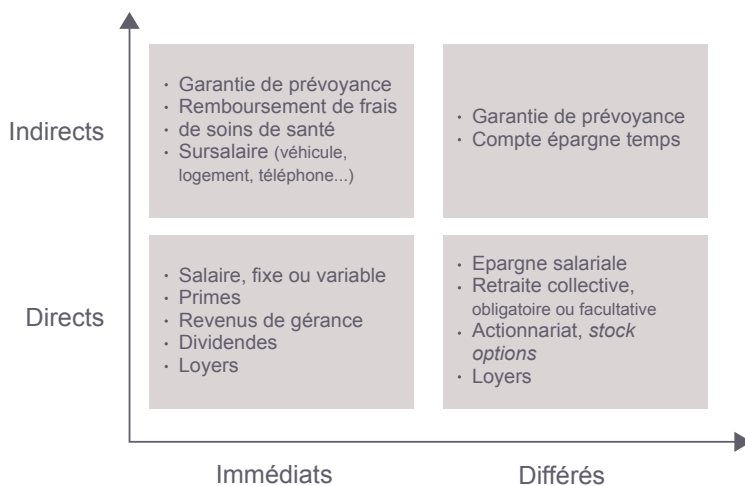 Indirects
· Garantie de prévoyance
· Remboursement de frais
· de soins de santé
· Sursalaire (véhicule,
logement, téléphone...)
· Garantie de prévoyance
· Compte épargne temps
Directs
· Salaire, fixe ou variable
· Primes
· Revenus de gérance
· Dividendes
· Loyers
· Epargne salariale
· Retraite collective,
obligatoire ou facultative
· Actionnariat, stock
options
· Loyers
Immédiats
Différés